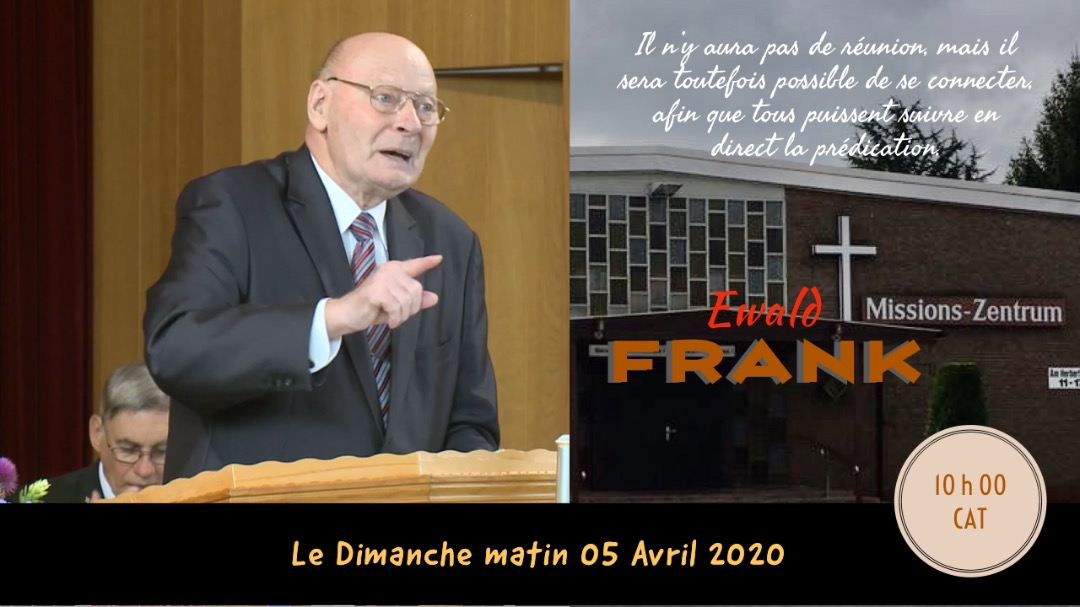 Il n'y aura pas de réunion, mais il
sera toutefois possible de se connecter,
afin que tous puissent suivre en
direct la prédication.
Ewald
FRANK
Missions-Zentrum
10 h 00
CAT
Le Dimanche matin 05 Avril 2020